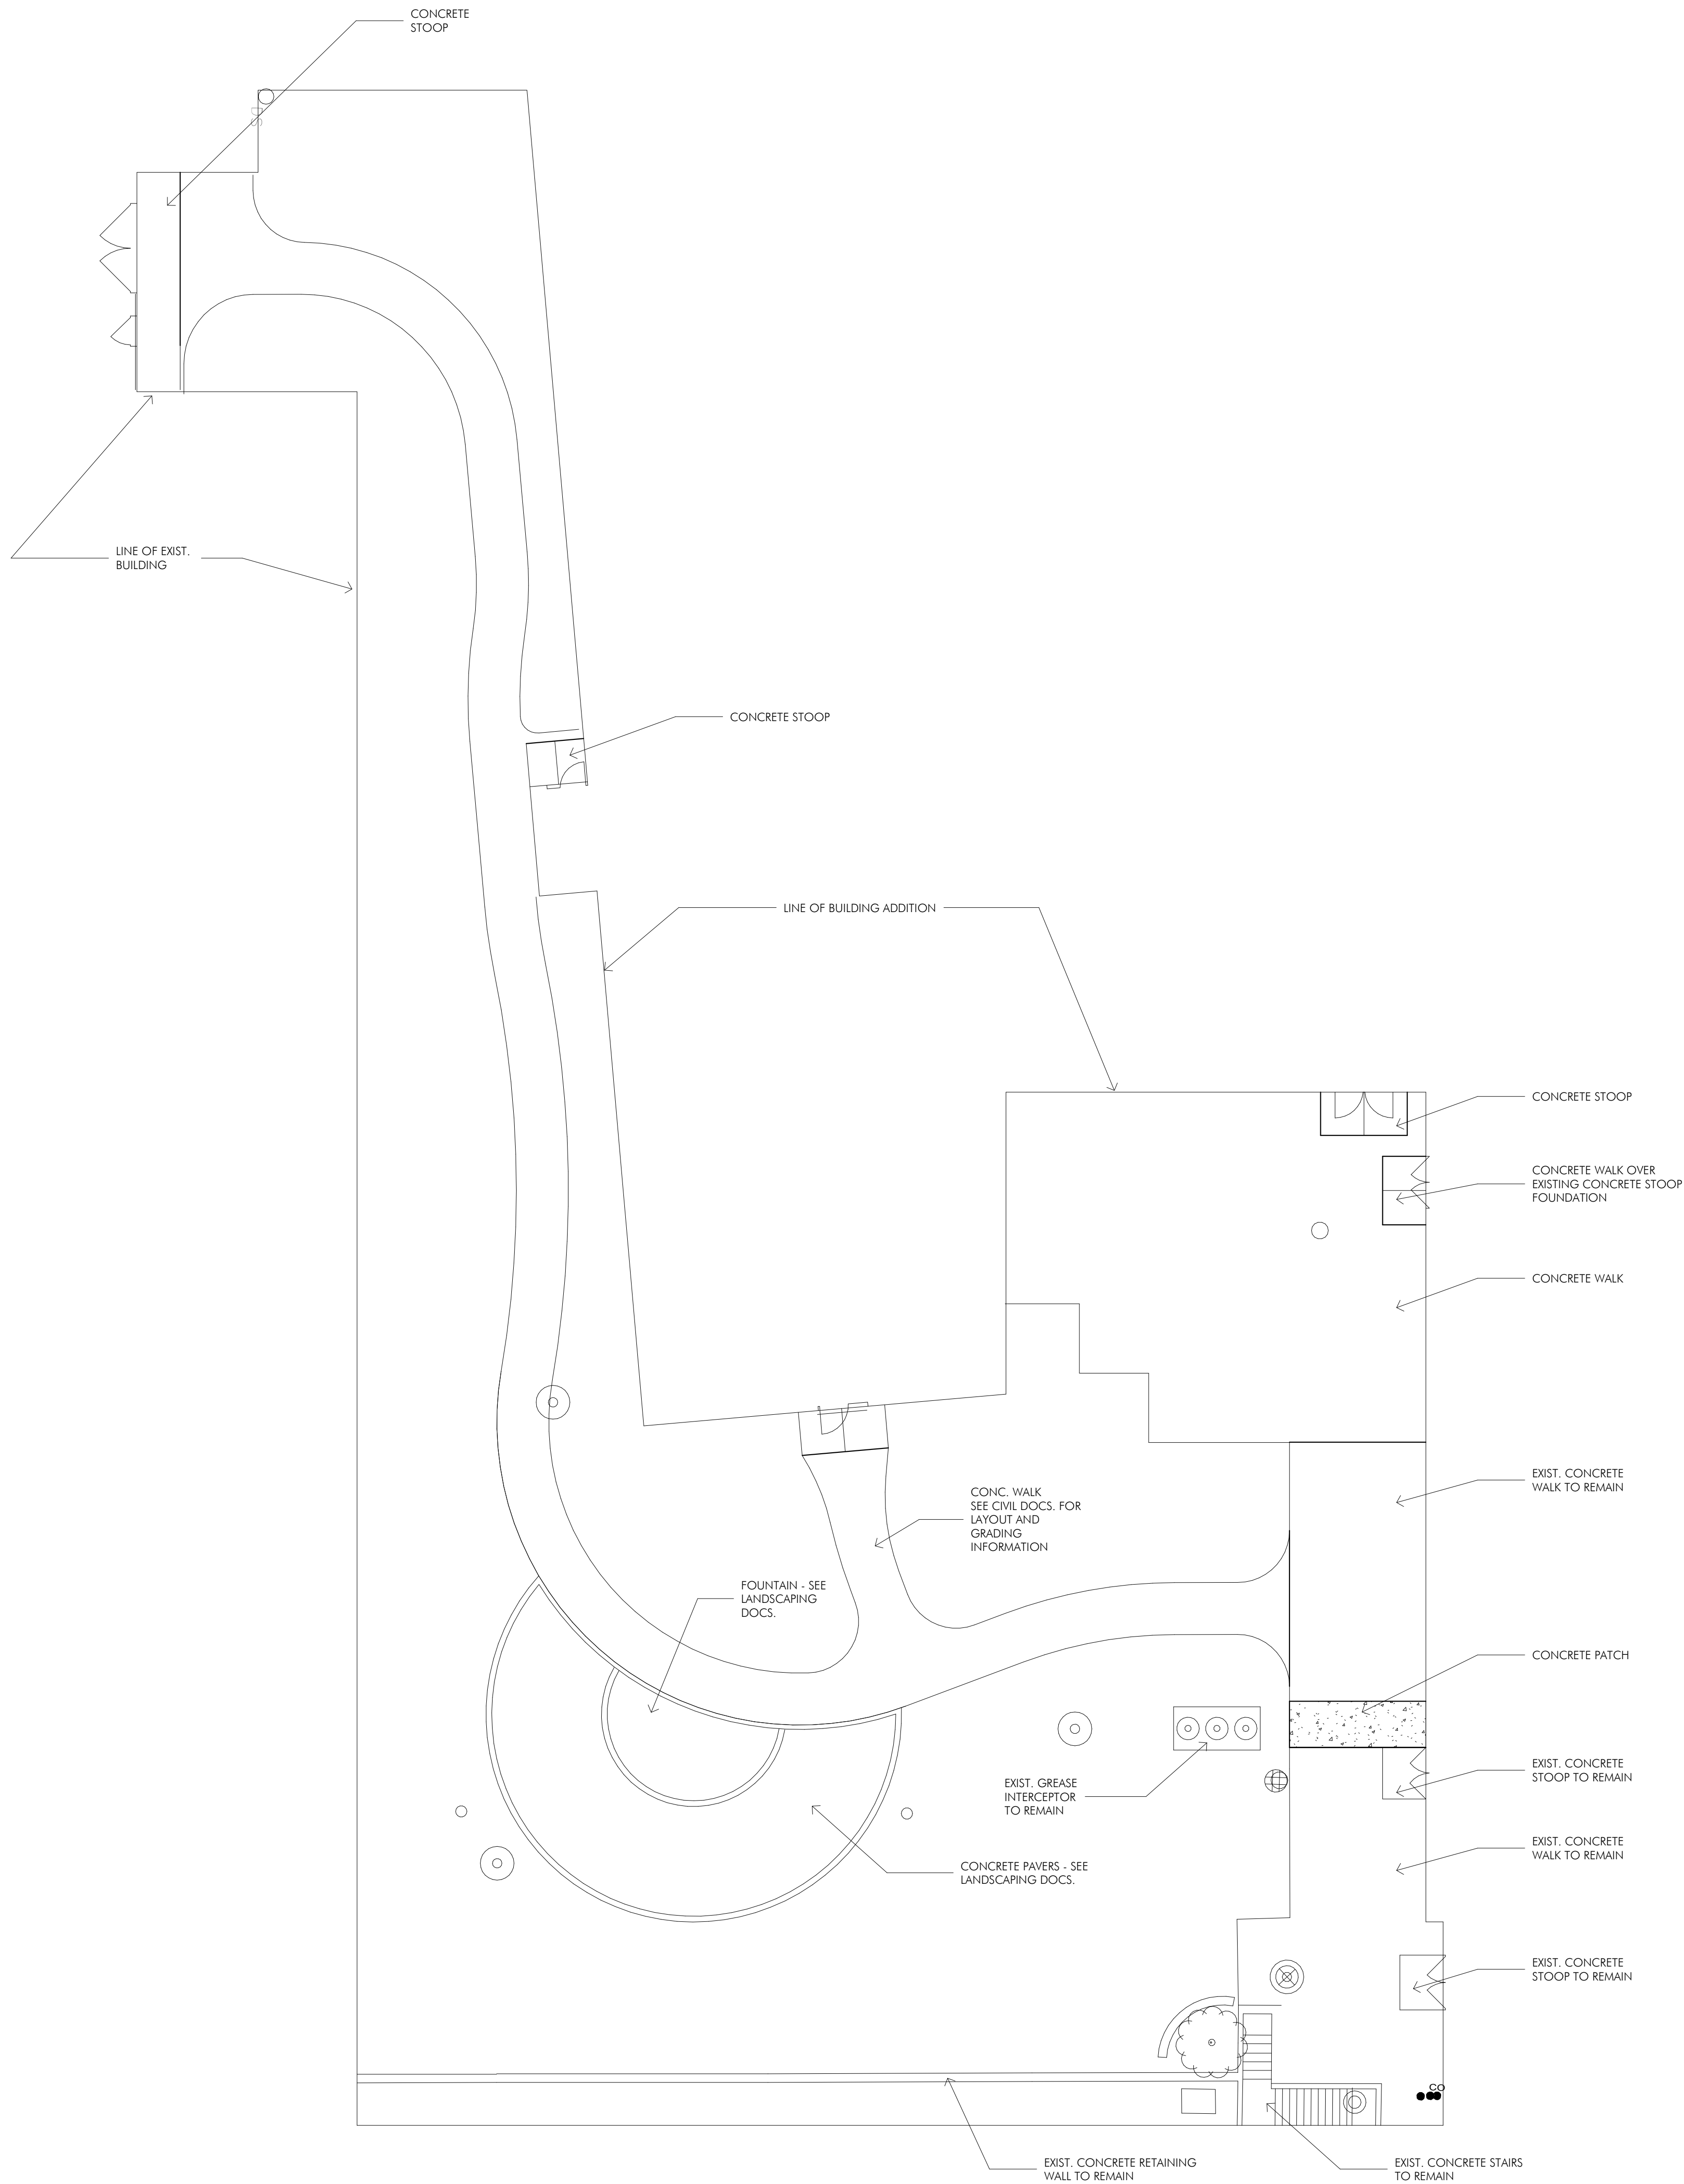 CONCRETE
STOOP
DS
LINE OF EXIST.
BUILDING
CONCRETE STOOP
LINE OF BUILDING ADDITION
CONCRETE STOOP
CONCRETE WALK OVER
EXISTING CONCRETE STOOP
FOUNDATION
CONCRETE WALK
EXIST. CONCRETE
WALK TO REMAIN
CONC. WALK
SEE CIVIL DOCS. FOR
LAYOUT AND
GRADING
INFORMATION
FOUNTAIN - SEE
LANDSCAPING
DOCS.
CONCRETE PATCH
EXIST. CONCRETE
STOOP TO REMAIN
EXIST. GREASE
INTERCEPTOR
TO REMAIN
EXIST. CONCRETE
WALK TO REMAIN
CONCRETE PAVERS - SEE
LANDSCAPING DOCS.
EXIST. CONCRETE
STOOP TO REMAIN
CO
EXIST. CONCRETE RETAINING
WALL TO REMAIN
EXIST. CONCRETE STAIRS
TO REMAIN